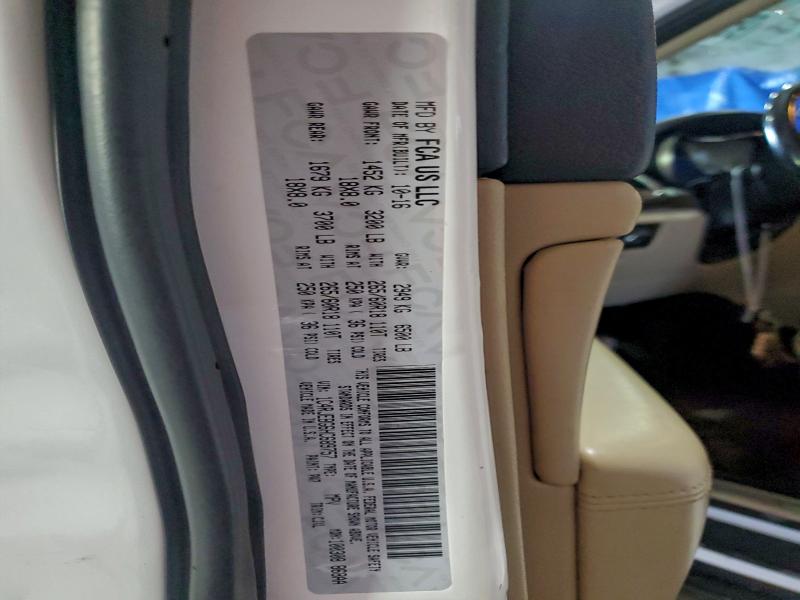 MFD BY FCA US LLC
DATE OF MFR(BUILT): 10-16 GVWR: 2949 KG 6500 LB
GAWR FRONT: 1452 KG 3200 LB WITH 265/60R18 110T TIRES
18X8.0 RIMS AT 250 KPA ( 36 PSI) COLD
GAWR REAR: 1679 KG 3700 LB WITH 265/60R18 110T TIRES
18X8.0 RIMS AT 250 KPA ( 36 PSI) COLD
THIS VEHICLE CONFORMS TO ALL APPLICABLE U.S.A. FEDERAL MOTOR VEHICLE SAFETY
STANDARDS IN EFFECT ON THE DATE OF MANUFACTURE SHOWN ABOVE.
VIN: TYPE: MPV
VEHICLE MADE IN U.S.A. PAINT: PW7 TRIM: